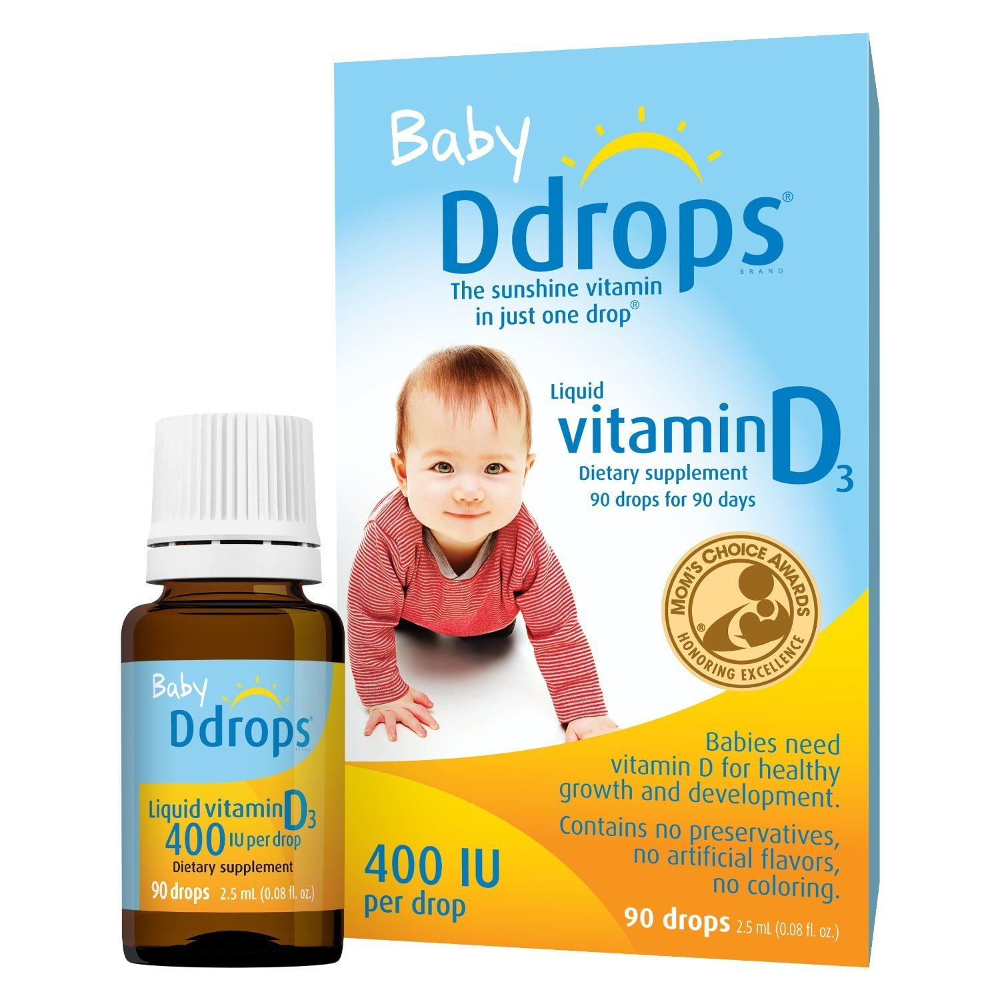 Baby
Ddrops®
BRAND
The sunshine vitamin
in just one drop®
Liquid
vitamin D3
Dietary supplement
90 drops for 90 days
MOM'S CHOICE AWARDS
®
HONORING EXCELLENCE
Babies need
vitamin D for healthy
growth and development.
Contains no preservatives,
no artificial flavors,
no coloring.
400 IU
per drop
90 drops 2.5 mL (0.08 fl. oz.)
Baby
Ddrops®
BRAND
Liquid vitamin D3
400 IU per drop
Dietary supplement
90 drops 2.5 mL (0.08 fl. oz.)